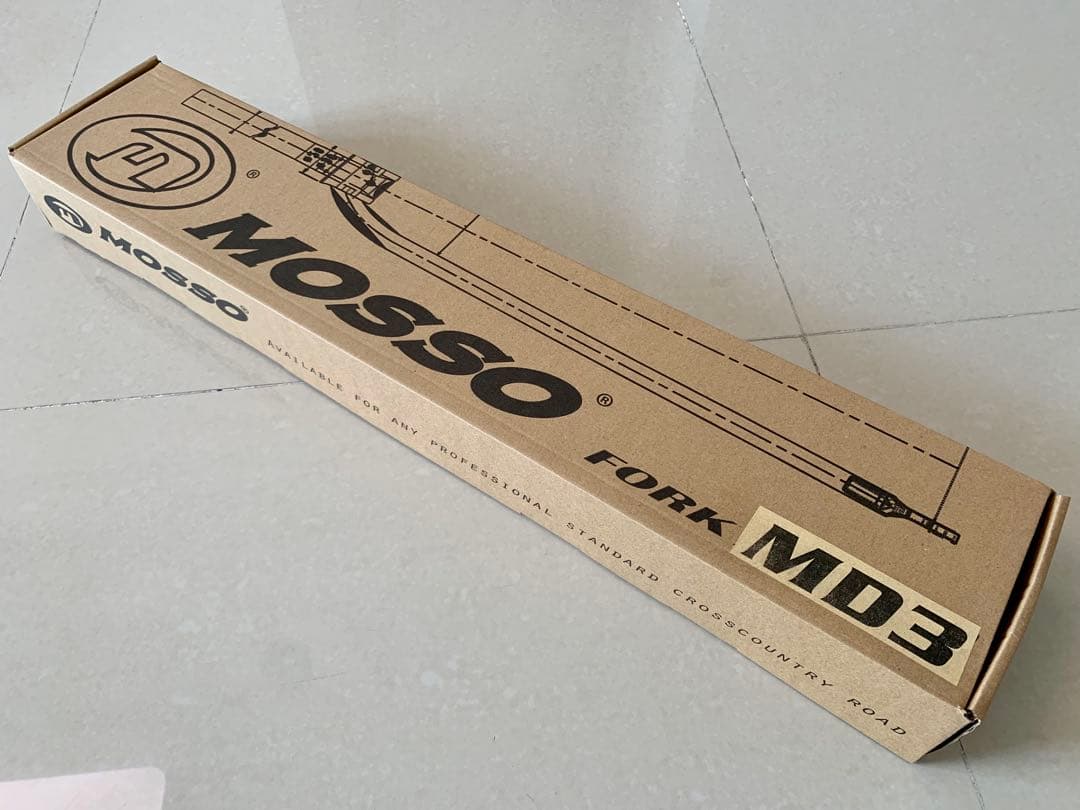 MOSSO®
FORK MD3
MOSSO®
AVAILABLE FOR ANY PROFESSIONAL STANDARD CROSSCOUNTRY ROAD
®